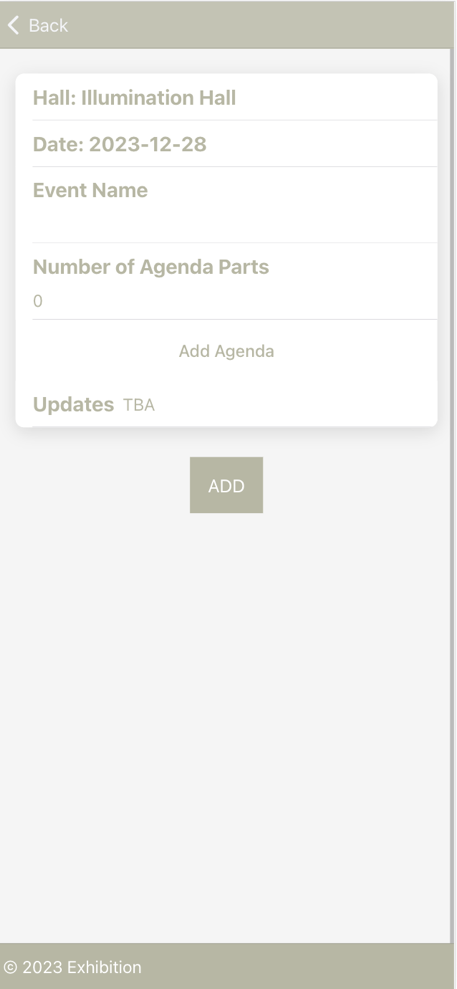 Back
Hall: Illumination Hall
Date: 2023-12-28
Event Name
Number of Agenda Parts
0
Add Agenda
Updates TBA
ADD
© 2023 Exhibition